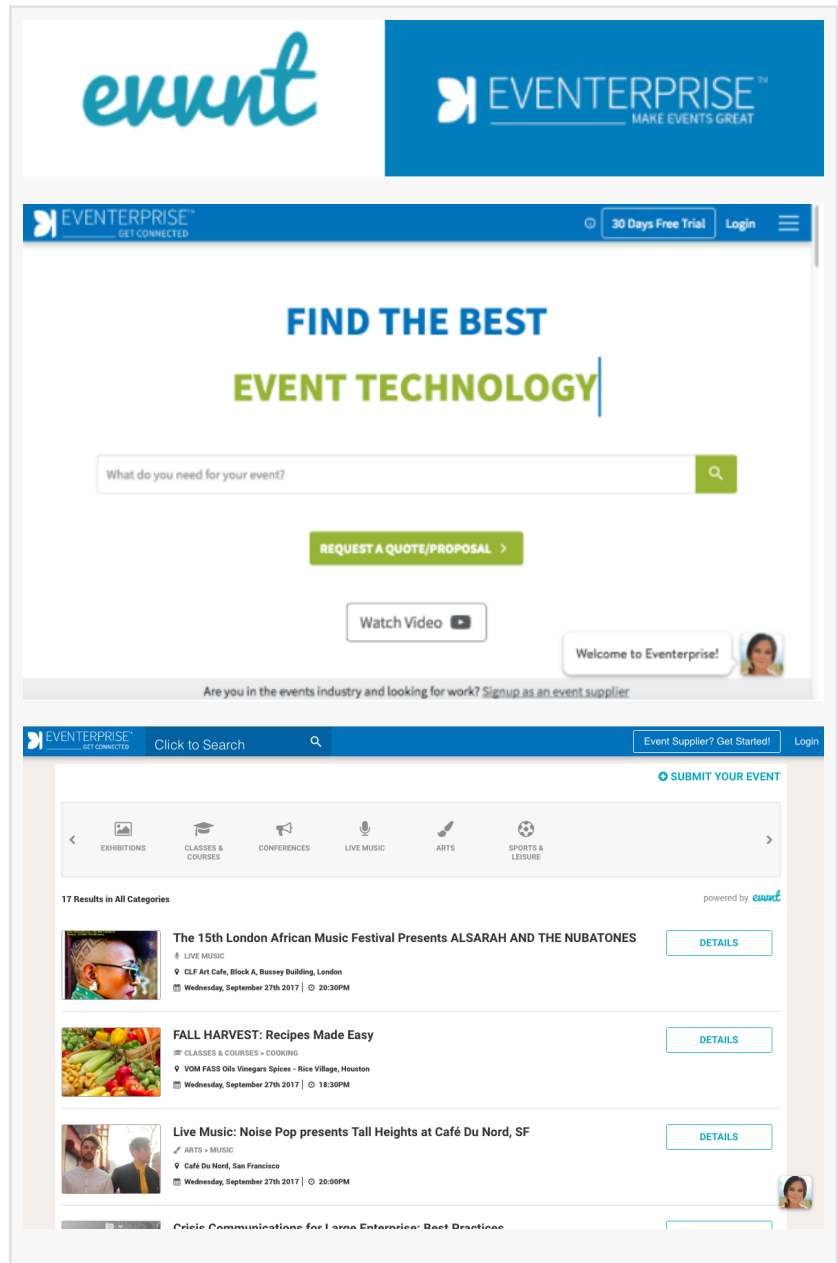 evvnt
EVENTERPRISE™
MAKE EVENTS GREAT
EVENTERPRISE™
GET CONNECTED
30 Days Free Trial
Login
FIND THE BEST
EVENT TECHNOLOGY
What do you need for your event?
REQUEST A QUOTE/PROPOSAL >
Watch Video
Welcome to Eventerprise!
Are you in the events industry and looking for work? Signup as an event supplier
EVENTERPRISE™
GET CONNECTED
Click to Search
Event Supplier? Get Started!
Login
SUBMIT YOUR EVENT
EXHIBITIONS
CLASSES &
COURSES
CONFERENCES
LIVE MUSIC
ARTS
SPORTS &
LEISURE
17 Results in All Categories
powered by evvnt
The 15th London African Music Festival Presents ALSARAH AND THE NUBATONES
LIVE MUSIC
CLF Art Cafe, Block A, Bussey Building, London
Wednesday, September 27th 2017 | 20:30PM
DETAILS
FALL HARVEST: Recipes Made Easy
CLASSES & COURSES > COOKING
VOM FASS Oils Vinegars Spices - Rice Village, Houston
Wednesday, September 27th 2017 | 18:30PM
DETAILS
Live Music: Noise Pop presents Tall Heights at Café Du Nord, SF
ARTS > MUSIC
Café Du Nord, San Francisco
Wednesday, September 27th 2017 | 20:00PM
DETAILS
Crisis Communications for Large Enterprise: Best Practices